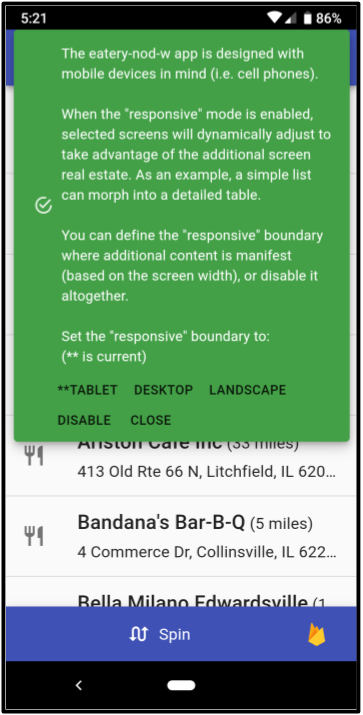 5:21
86%
The eatery-nod-w app is designed with
mobile devices in mind (i.e. cell phones).
When the "responsive" mode is enabled,
selected screens will dynamically adjust to
take advantage of the additional screen
real estate. As an example, a simple list
can morph into a detailed table.
You can define the "responsive" boundary
where additional content is manifest
(based on the screen width), or disable it
altogether.
Set the "responsive" boundary to:
(** is current)
**TABLET DESKTOP LANDSCAPE
DISABLE CLOSE
Ariston Cafe Inc (33 miles)
413 Old Rte 66 N, Litchfield, IL 620...
Bandana's Bar-B-Q (5 miles)
4 Commerce Dr, Collinsville, IL 622...
Bella Milano Edwardsville (1
Spin